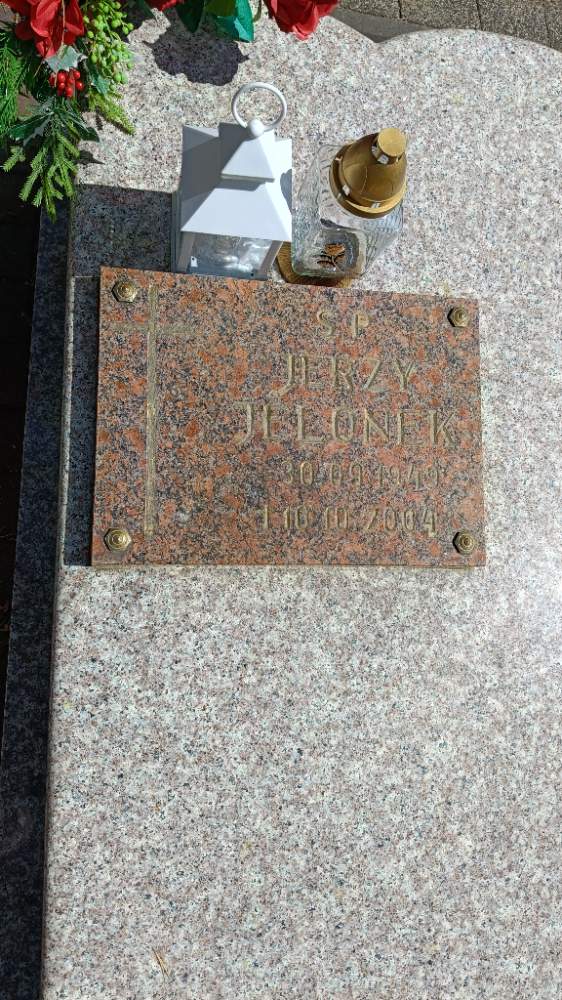 Ś P
JERZY
JELONEK
30 09 1949
† 10 10 2004